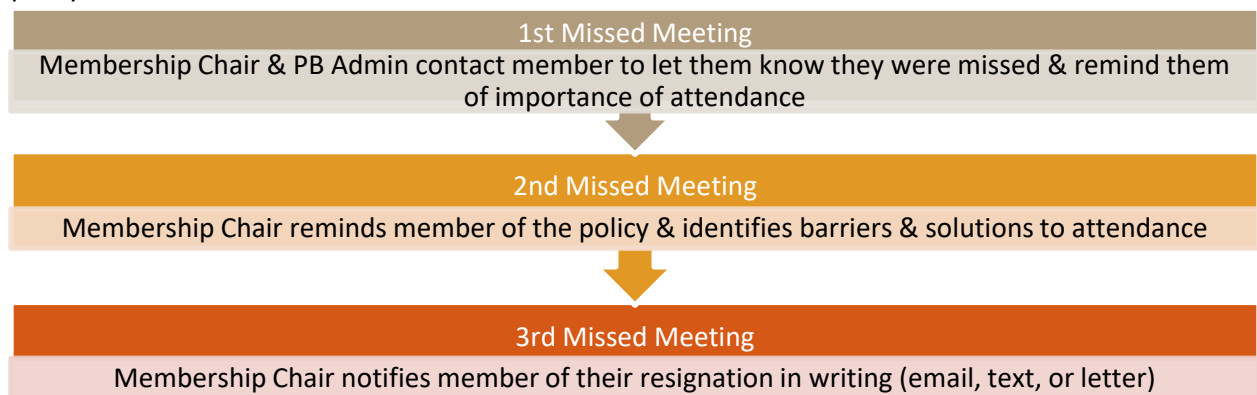 1st Missed Meeting
Membership Chair & PB Admin contact member to let them know they were missed & remind them
of importance of attendance
2nd Missed Meeting
Membership Chair reminds member of the policy & identifies barriers & solutions to attendance
3rd Missed Meeting
Membership Chair notifies member of their resignation in writing (email, text, or letter)